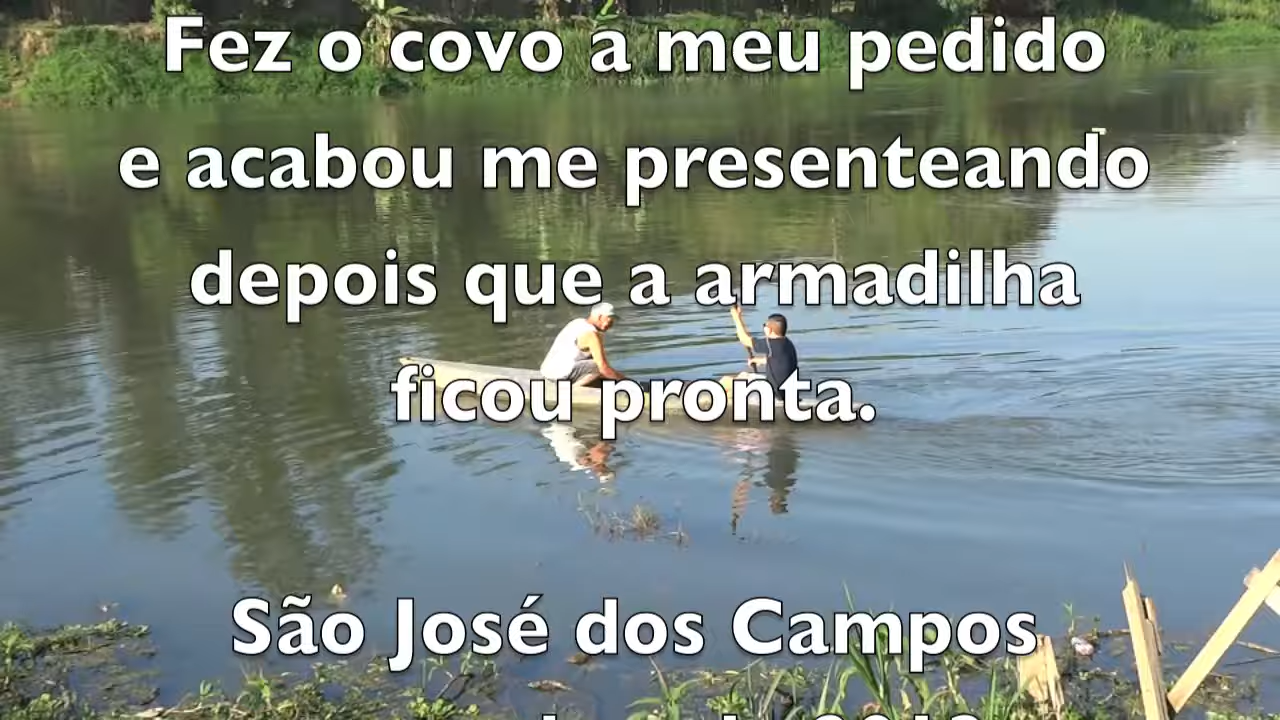 Fez o covo a meu pedido
e acabou me presenteando
depois que a armadilha
ficou pronta.
São José dos Campos